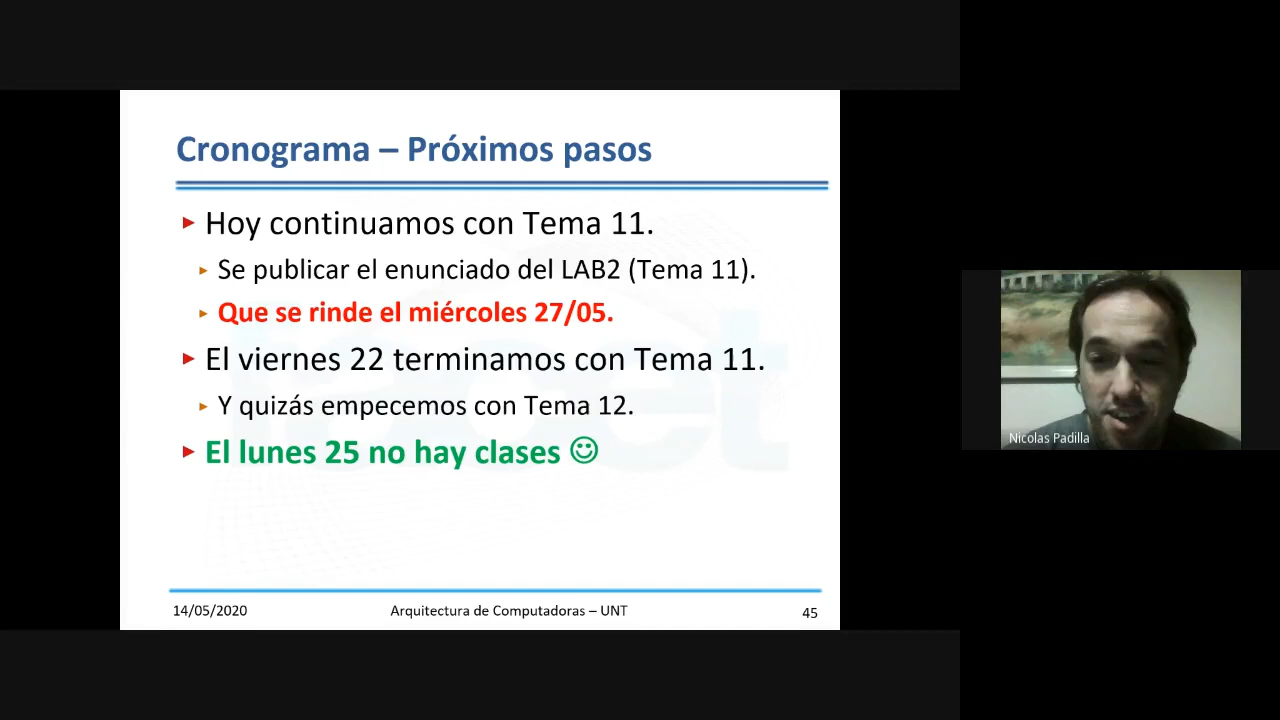 Cronograma – Próximos pasos
Hoy continuamos con Tema 11.
Se publicar el enunciado del LAB2 (Tema 11).
Que se rinde el miércoles 27/05.
El viernes 22 terminamos con Tema 11.
Y quizás empecemos con Tema 12.
El lunes 25 no hay clases ☺
14/05/2020
Arquitectura de Computadoras – UNT
45
Nicolas Padilla